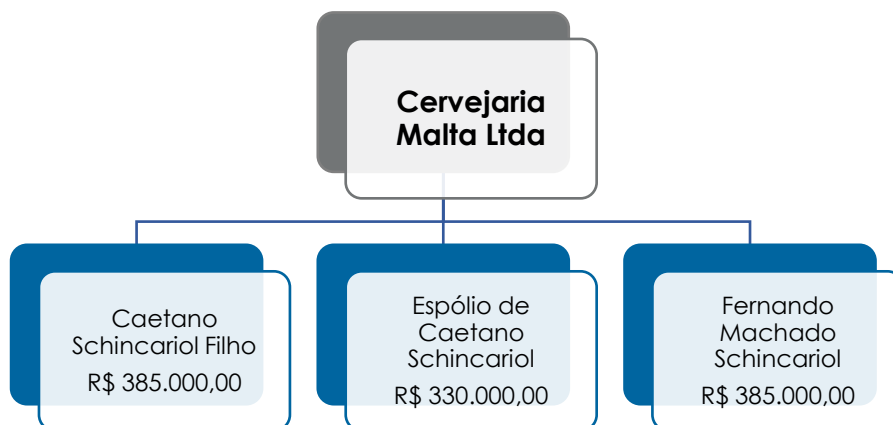 Cervejaria
Malta Ltda
Caetano
Schincariol Filho
R$ 385.000,00
Espólio de
Caetano
Schincariol
R$ 330.000,00
Fernando
Machado
Schincariol
R$ 385.000,00